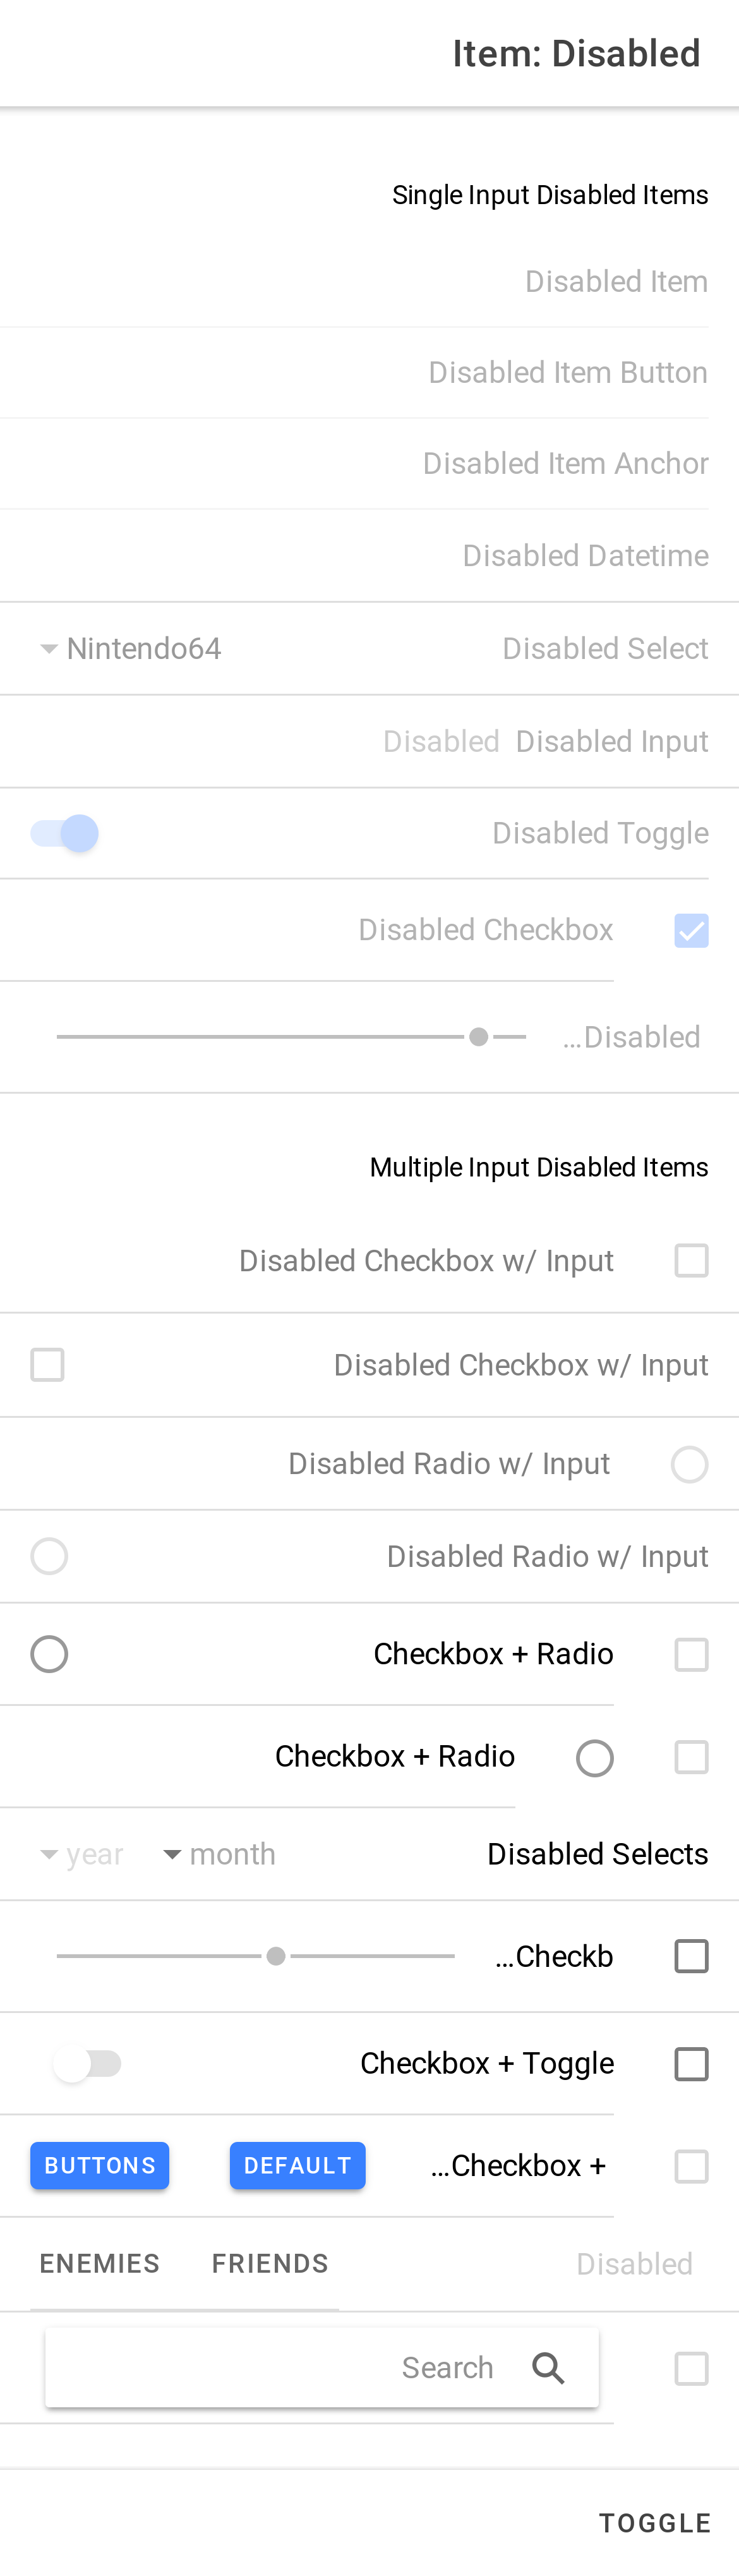 Item: Disabled
Single Input Disabled Items
Disabled Item
Disabled Item Button
Disabled Item Anchor
Disabled Datetime
Disabled Select Nintendo64
Disabled Input Disabled
Disabled Toggle
Disabled Checkbox
Disabled...
Multiple Input Disabled Items
Disabled Checkbox w/ Input
Disabled Checkbox w/ Input
Disabled Radio w/ Input
Disabled Radio w/ Input
Checkbox + Radio
Checkbox + Radio
Disabled Selects month year
Checkb...
Checkbox + Toggle
Checkbox +... DEFAULT BUTTONS
Disabled FRIENDS ENEMIES
Search
TOGGLE